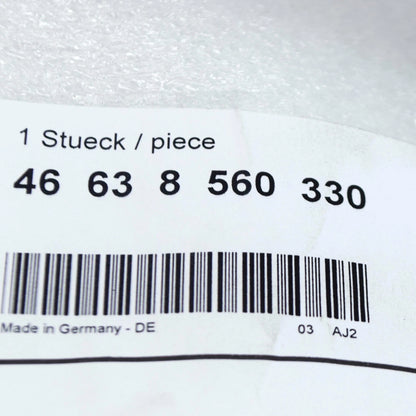 1 Stueck / piece
46 63 8 560 330
Made in Germany - DE 03 AJ2